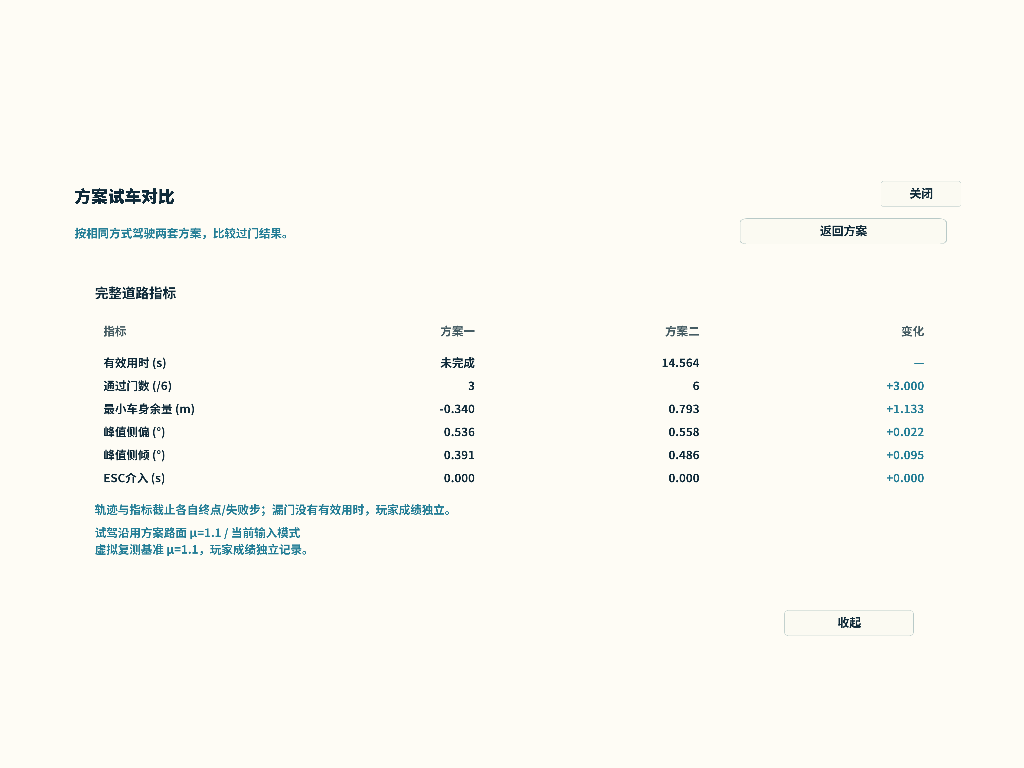 方案试车对比
关闭
按相同方式驾驶两套方案，比较过门结果。
返回方案
完整道路指标
指标 方案一 方案二 变化
有效用时 (s) 未完成 14.564 —
通过门数 (/6) 3 6 +3.000
最小车身余量 (m) -0.340 0.793 +1.133
峰值侧偏 (°) 0.536 0.558 +0.022
峰值侧倾 (°) 0.391 0.486 +0.095
ESC介入 (s) 0.000 0.000 +0.000
轨迹与指标截止各自终点/失败步；漏门没有有效用时，玩家成绩独立。
试驾沿用方案路面 μ=1.1 / 当前输入模式
虚拟复测基准 μ=1.1，玩家成绩独立记录。
收起